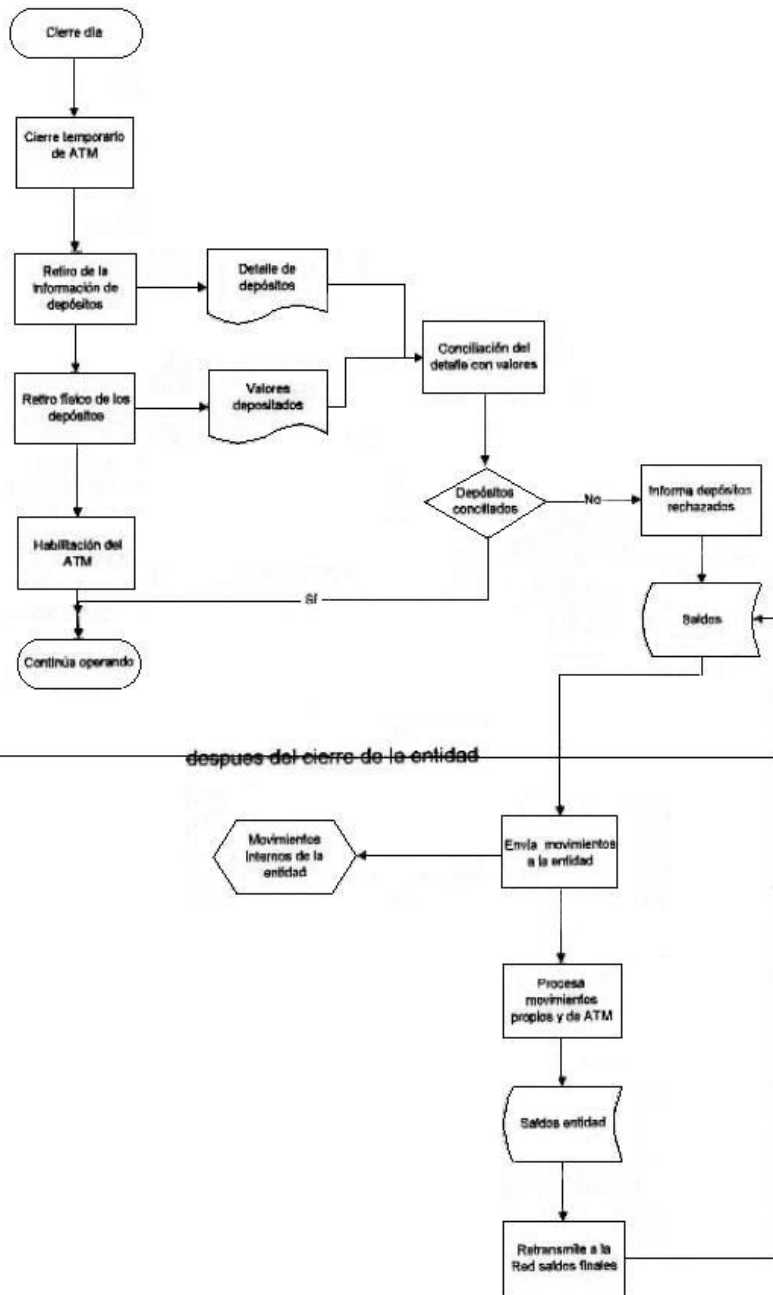 Cierre dia
Cierre temporario
de ATM
Retiro de la
Información de
depósitos
Detalle de
depósitos
Conciliación del
detalle con valores
Retiro físico de los
depósitos
Valores
depositados
Depósitos
conciliados
No
Informa depósitos
rechazados
Habilitación del
ATM
Sí
Saldos
Continúa operando
despues del cierre de la entidad
Movimientos
Internos de la
entidad
Envía movimientos
a la entidad
Procesa
movimientos
propios y de ATM
Saldos entidad
Retransmite a la
Red saldos finales